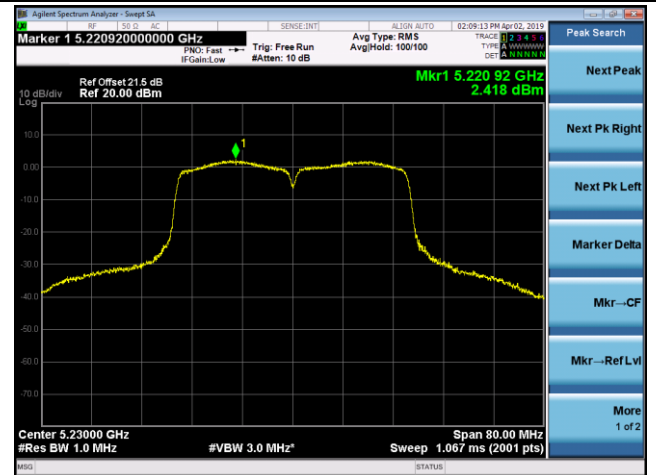 Agilent Spectrum Analyzer - Swept SA
RF 50 Ω AC SENSE:INT ALIGN AUTO 02:09:13 PM Apr 02, 2019
Marker 1 5.220920000000 GHz
PNO: Fast
IFGain:Low
Trig: Free Run
#Atten: 10 dB
Avg Type: RMS
Avg|Hold: 100/100
TRACE 1 2 3 4 5 6
TYPE A WWWWW
DET A N N N N N
Peak Search
Mkr1 5.220 92 GHz
2.418 dBm
Ref Offset 21.5 dB
10 dB/div Ref 20.00 dBm
Log
10.0
0.00
-10.0
-20.0
-30.0
-40.0
-50.0
-60.0
-70.0
1
Center 5.23000 GHz Span 80.00 MHz
#Res BW 1.0 MHz #VBW 3.0 MHz* Sweep 1.067 ms (2001 pts)
MSG STATUS
Next Peak
Next Pk Right
Next Pk Left
Marker Delta
Mkr→CF
Mkr→Ref Lvl
More
1 of 2